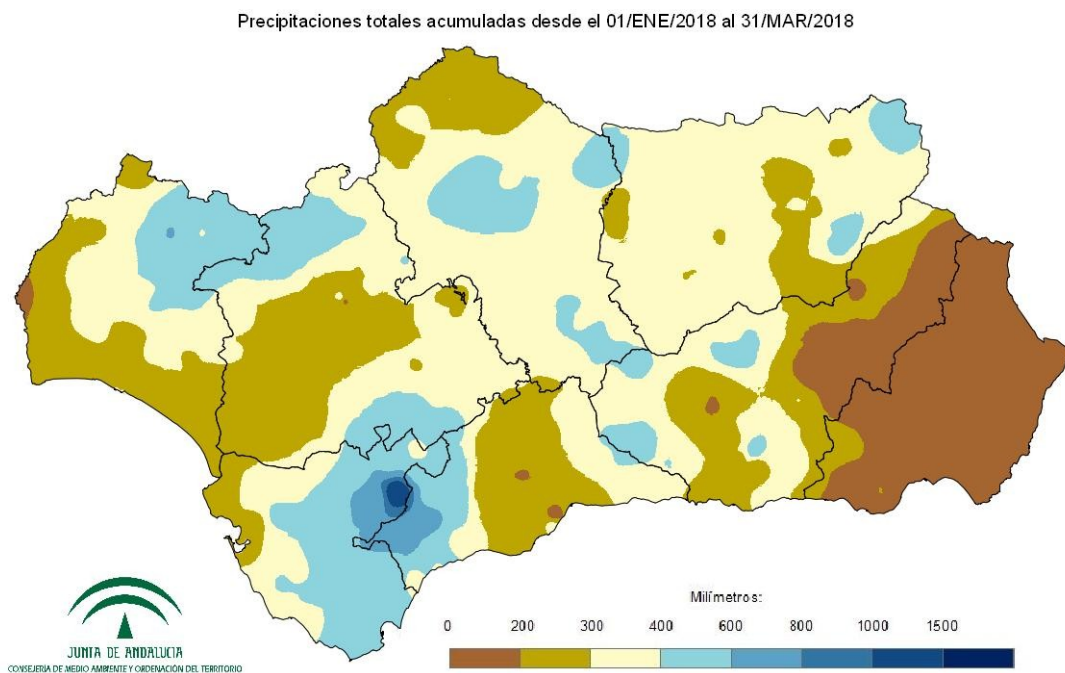 Precipitaciones totales acumuladas desde el 01/ENE/2018 al 31/MAR/2018
Milímetros:
0 200 300 400 600 800 1000 1500
JUNTA DE ANDALUCIA
CONSEJERÍA DE MEDIO AMBIENTE Y ORDENACIÓN DEL TERRITORIO